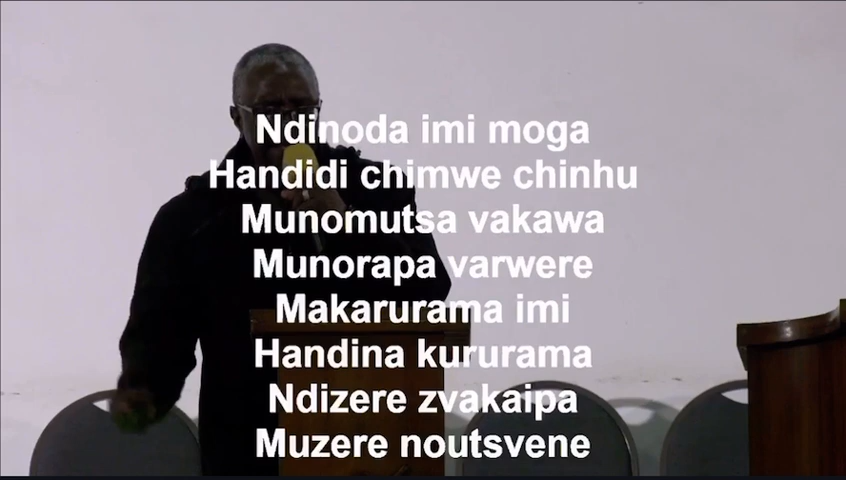 Ndinoda imi moga
Handidi chimwe chinhu
Munomutsa vakawa
Munorapa varwere
Makarurama imi
Handina kururama
Ndizere zvakaipa
Muzere noutsvene